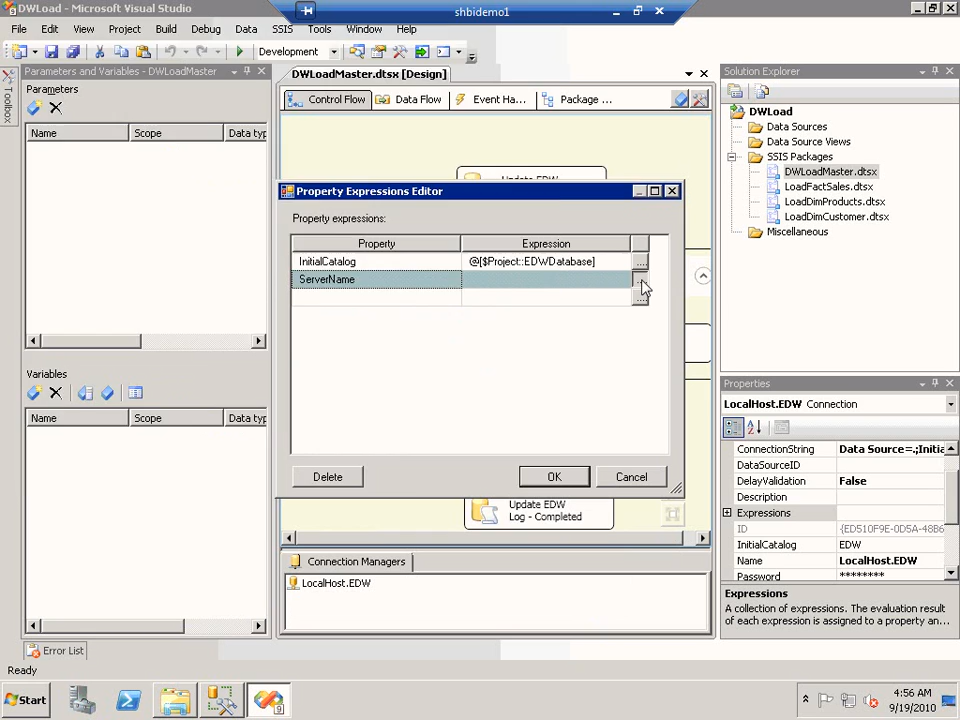 DWLoad - Microsoft Visual Studio
shbidemo1
File Edit View Project Build Debug Data SSIS Tools Window Help
Development
Toolbox
Parameters and Variables - DWLoadMaster
Parameters
Name Scope Data typ
Variables
Name Scope Data typ
DWLoadMaster.dtsx [Design]
Control Flow Data Flow Event Ha... Package ...
Update EDW
Property Expressions Editor
Property expressions:
Property Expression
InitialCatalog @[$Project::EDWDatabase] ...
ServerName
Delete OK Cancel
Update EDW
Log - Completed
Connection Managers
LocalHost.EDW
Solution Explorer
DWLoad
Data Sources
Data Source Views
SSIS Packages
DWLoadMaster.dtsx
LoadFactSales.dtsx
LoadDimProducts.dtsx
LoadDimCustomer.dtsx
Miscellaneous
Properties
LocalHost.EDW Connection
ConnectionString Data Source=.;Initia
DataSourceID
DelayValidation False
Description
Expressions
ID {ED510F9E-0D5A-48B6
InitialCatalog EDW
Name LocalHost.EDW
Password ********
Expressions
A collection of expressions. The evaluation result
of each expression is assigned to a property an...
Error List
Ready
Start
4:56 AM
9/19/2010